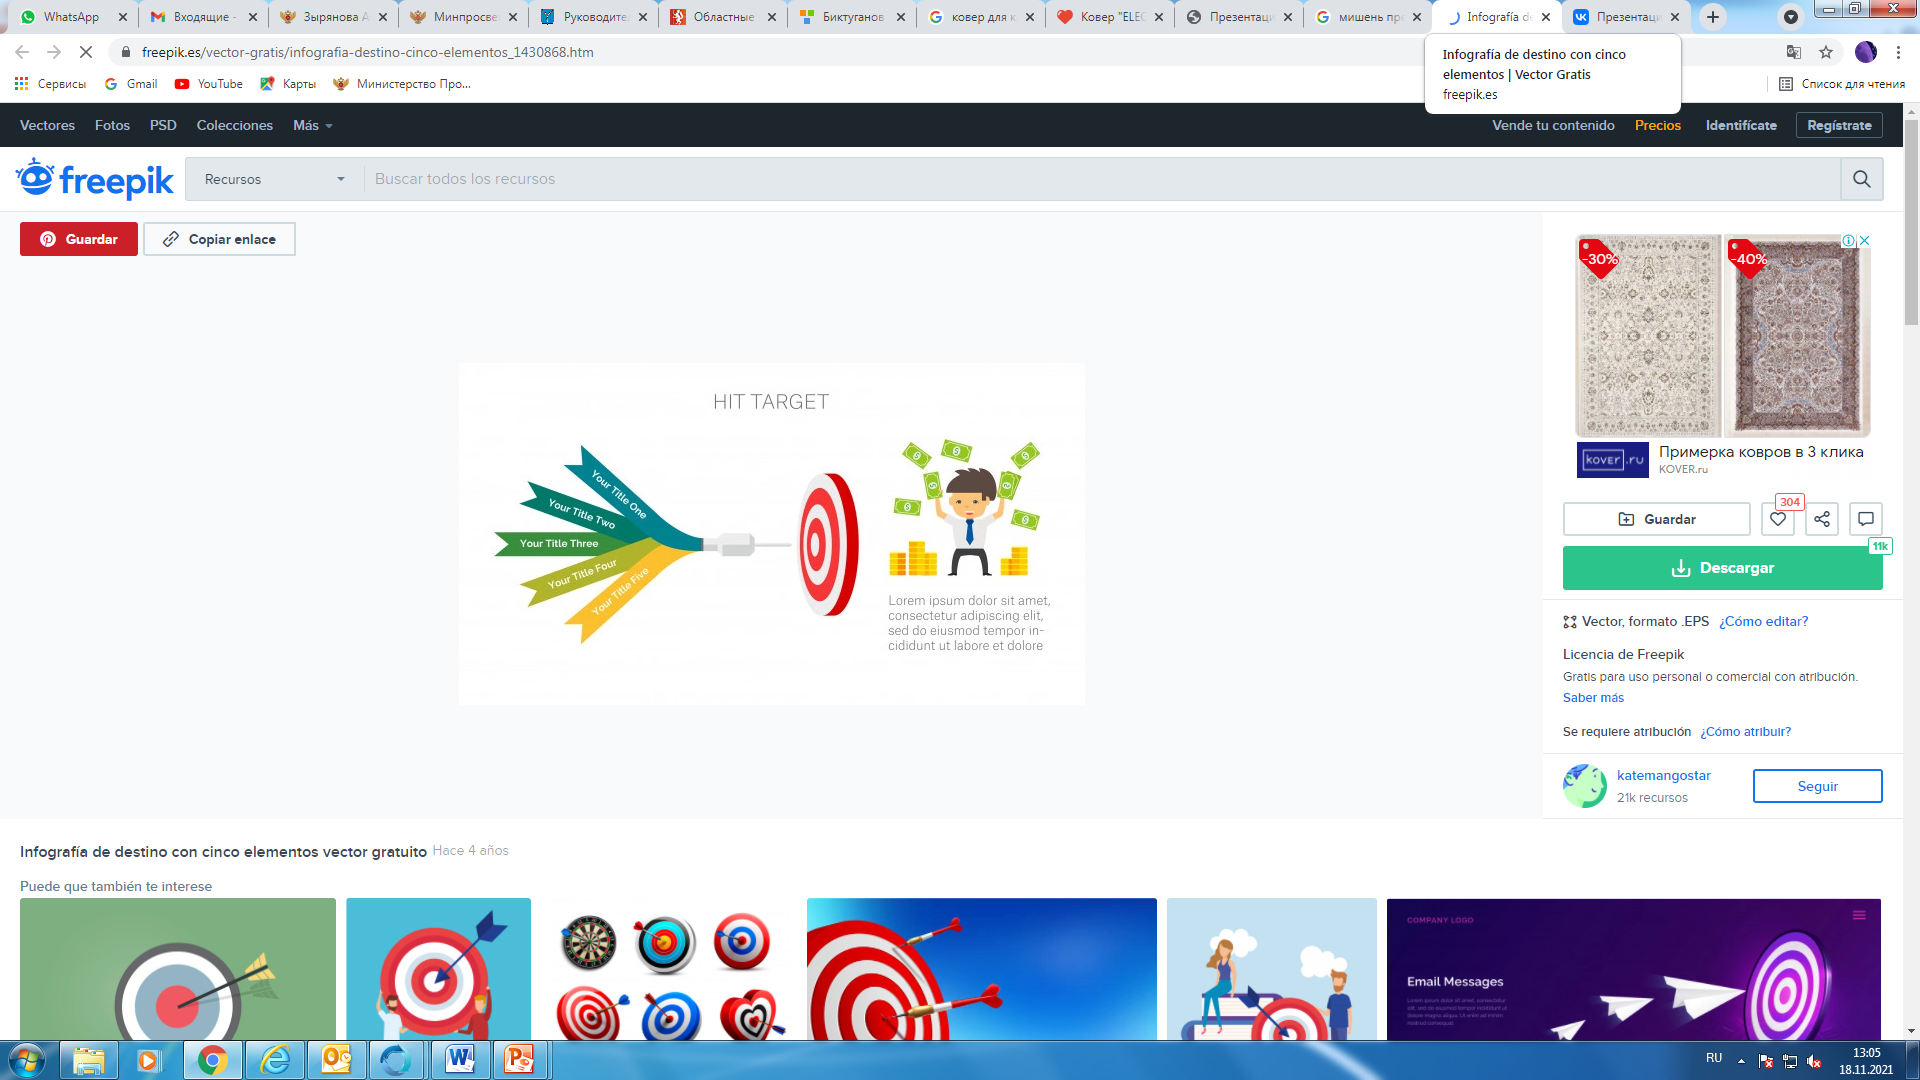 WhatsApp
Входящие -
Зырянова А
Минпросве
Руководите
Областные
Биктуганов
ковер для к
Ковер "ELEC
Презентаци
мишень пре
Infografía de
Презентаци
freepik.es/vector-gratis/infografia-destino-cinco-elementos_1430868.htm
Infografía de destino con cinco
elementos | Vector Gratis
freepik.es
Сервисы
Gmail
YouTube
Карты
Министерство Про...
Список для чтения
Vectores
Fotos
PSD
Colecciones
Más
Vende tu contenido
Precios
Identifícate
Regístrate
freepik
Recursos
Buscar todos los recursos
Guardar
Copiar enlace
-30%
-40%
HIT TARGET
Your Title One
Your Title Two
Your Title Three
Your Title Four
Your Title Five
Lorem ipsum dolor sit amet,
consectetur adipiscing elit,
sed do eiusmod tempor in-
cididunt ut labore et dolore
kover.ru
Примерка ковров в 3 клика
KOVER.ru
Guardar
304
11k
Descargar
Vector, formato .EPS ¿Cómo editar?
Licencia de Freepik
Gratis para uso personal o comercial con atribución.
Saber más
Se requiere atribución ¿Cómo atribuir?
katemangostar
21k recursos
Seguir
Infografía de destino con cinco elementos vector gratuito Hace 4 años
Puede que también te interese
COMPANY LOGO
Email Messages
RU
13:05
18.11.2021